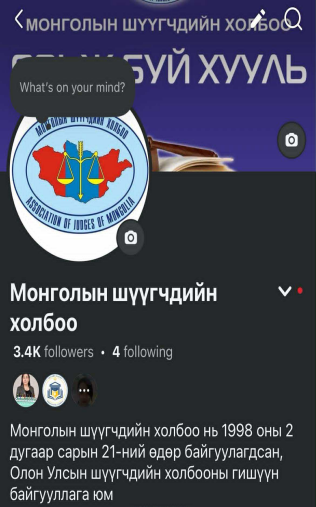 МОНГОЛЫН ШҮҮГЧДИЙН ХОЛБОО
БУЙ ХУУЛЬ
What's on your mind?
МОНГОЛЫН ШҮҮГЧДИЙН ХОЛБОО
ASSOCIATION OF JUDGES OF MONGOLIA
Монголын шүүгчдийн
холбоо
3.4K followers • 4 following
Монголын шүүгчдийн холбоо нь 1998 оны 2
дугаар сарын 21-ний өдөр байгуулагдсан,
Олон Улсын шүүгчдийн холбооны гишүүн
байгууллага юм